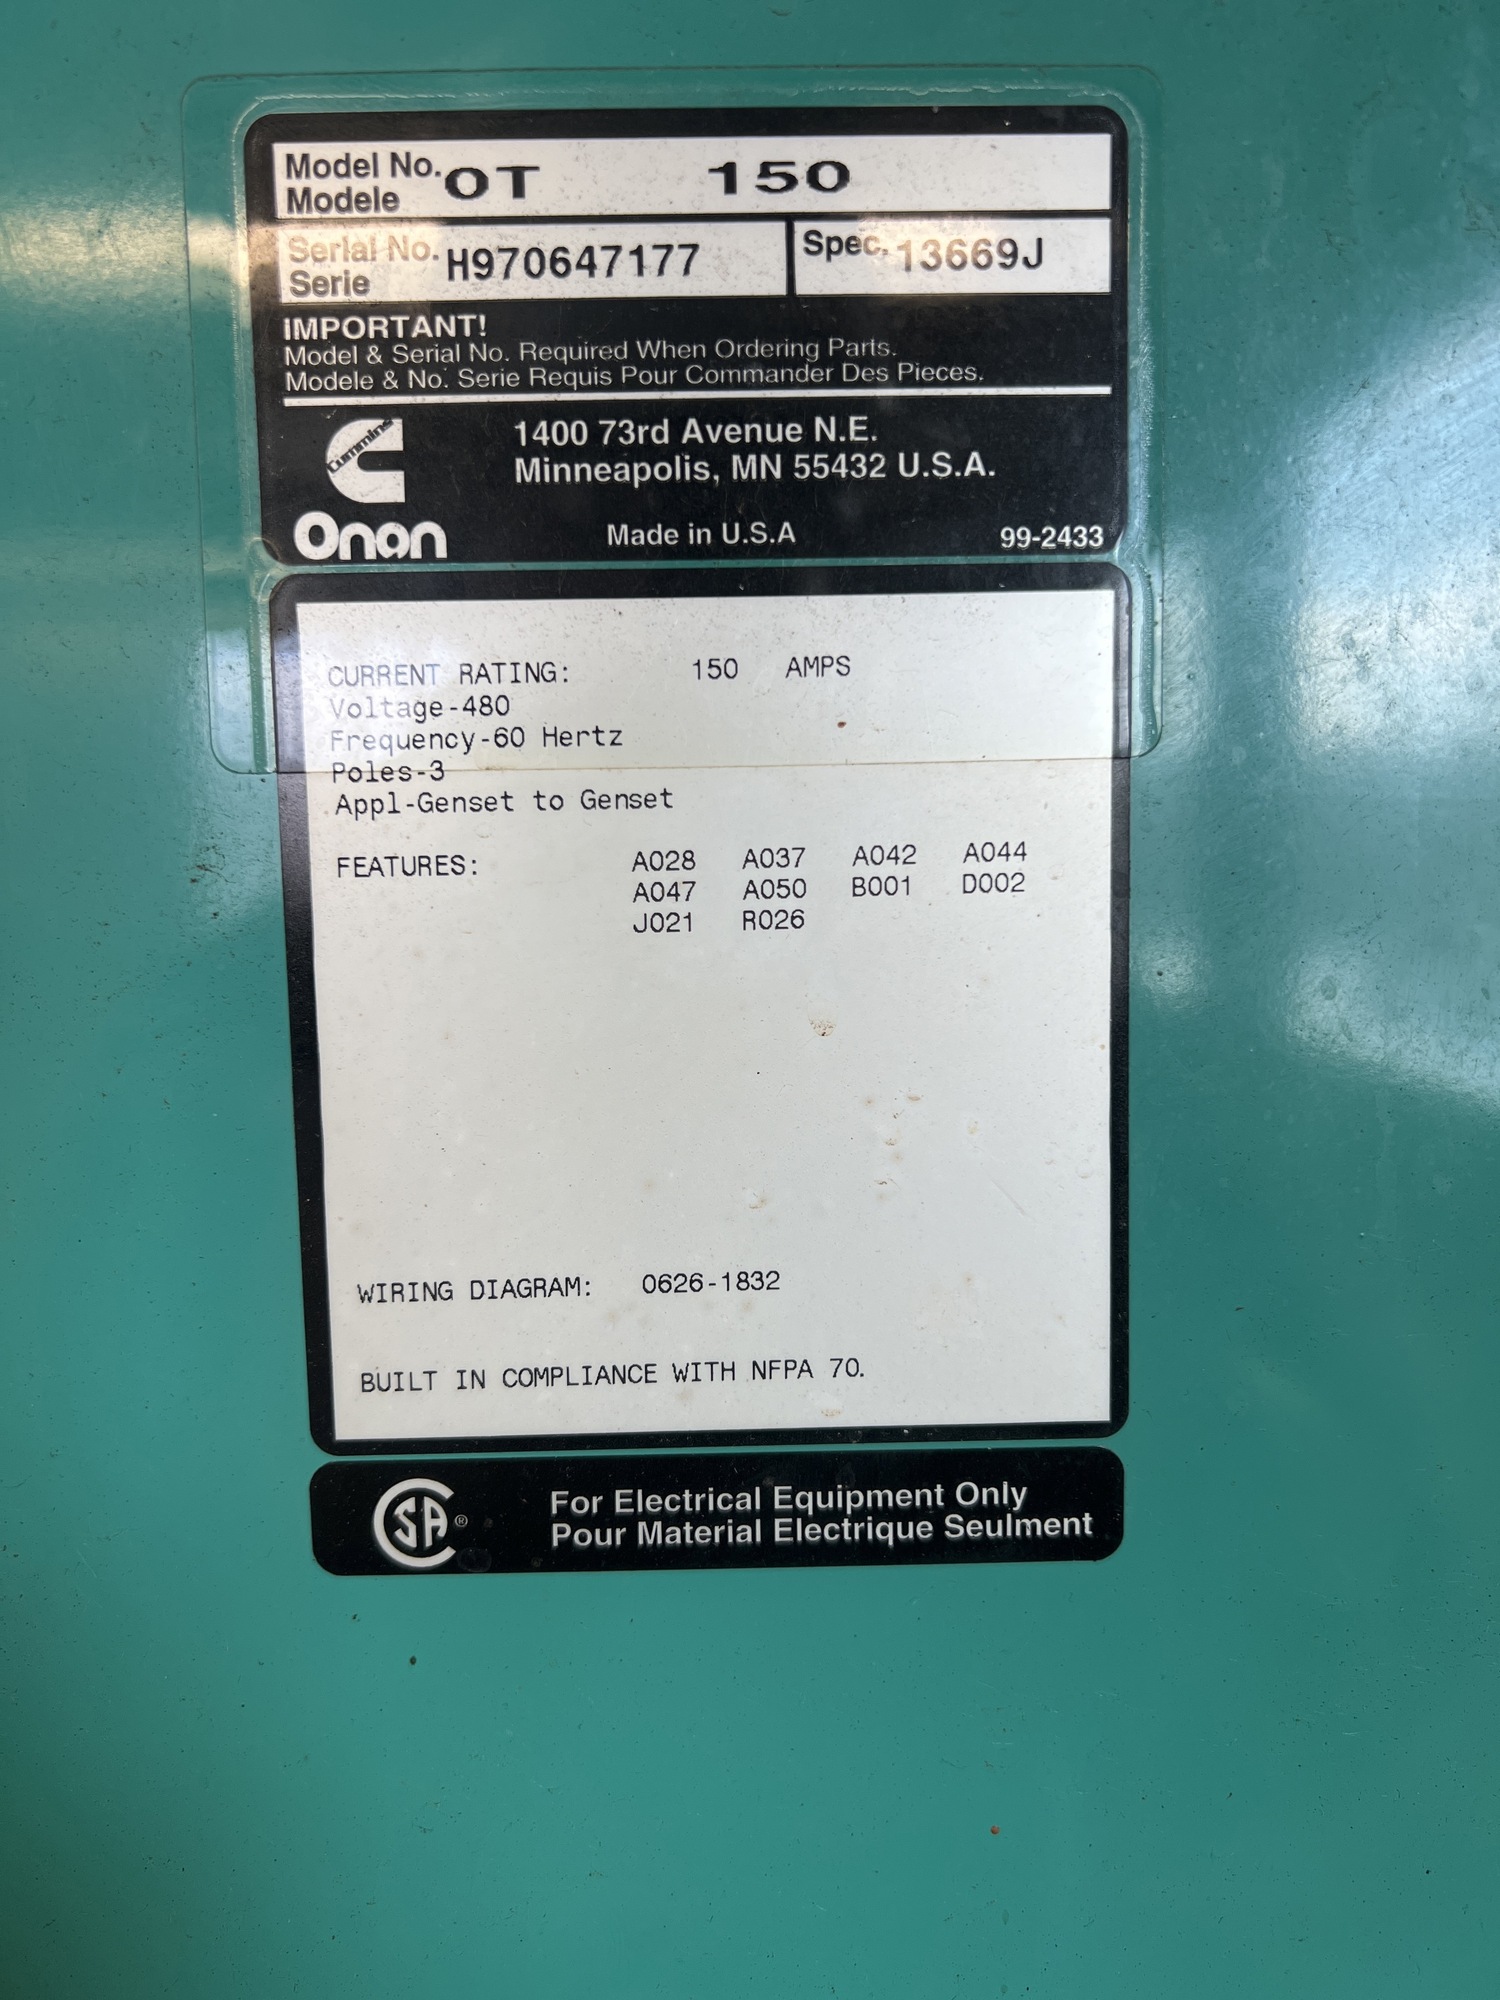 Model No. OT 150
Modele
Serial No. H970647177
Serie
Spec. 13669J
IMPORTANT!
Model & Serial No. Required When Ordering Parts.
Modele & No. Serie Requis Pour Commander Des Pieces.
Cummins
Onan
1400 73rd Avenue N.E.
Minneapolis, MN 55432 U.S.A.
Made in U.S.A
99-2433
CURRENT RATING: 150 AMPS
Voltage-480
Frequency-60 Hertz
Poles-3
Appl-Genset to Genset
FEATURES: A028 A037 A042 A044
A047 A050 B001 D002
J021 R026
WIRING DIAGRAM: 0626-1832
BUILT IN COMPLIANCE WITH NFPA 70.
CSA®
For Electrical Equipment Only
Pour Material Electrique Seulment